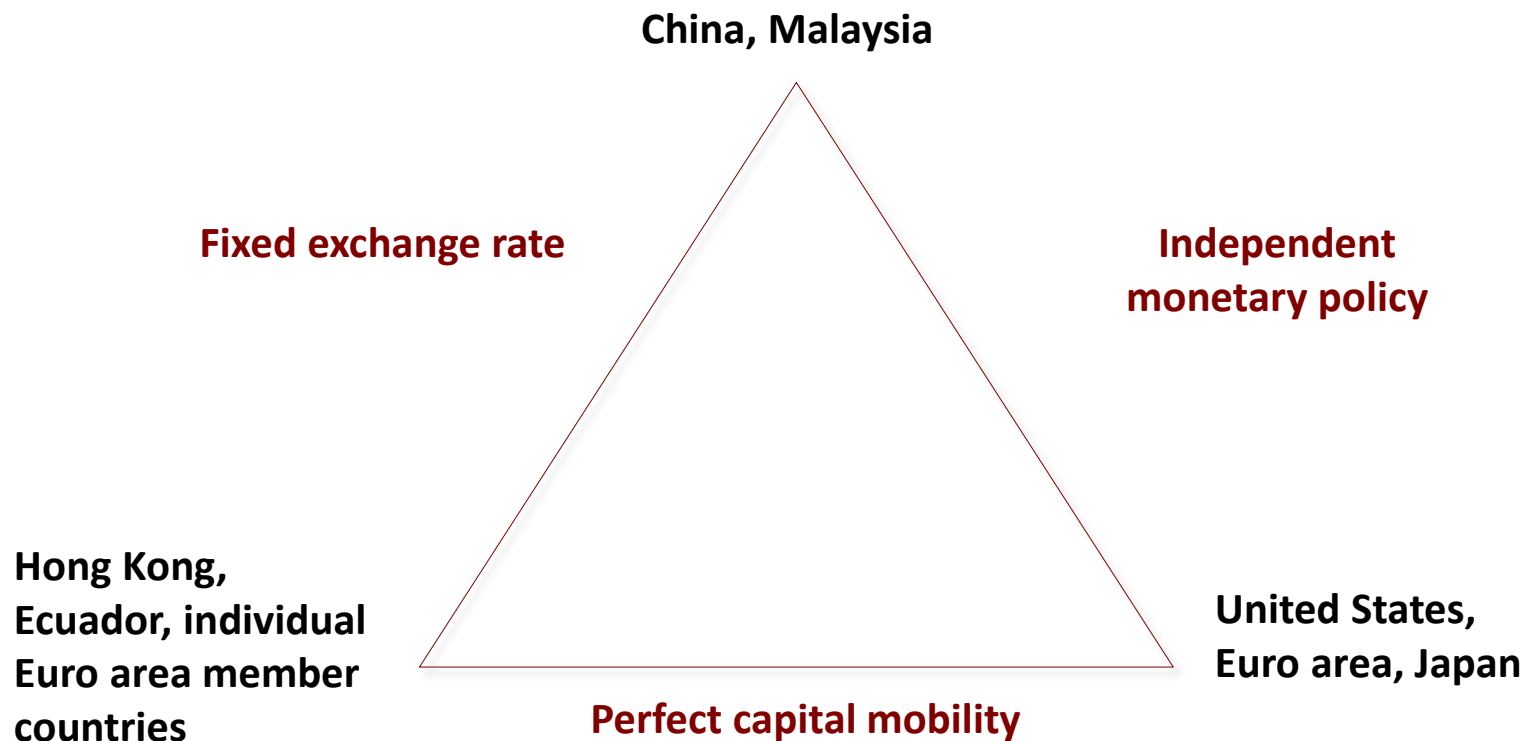 China, Malaysia
Fixed exchange rate
Independent
monetary policy
Hong Kong,
Ecuador, individual
Euro area member
countries
United States,
Euro area, Japan
Perfect capital mobility